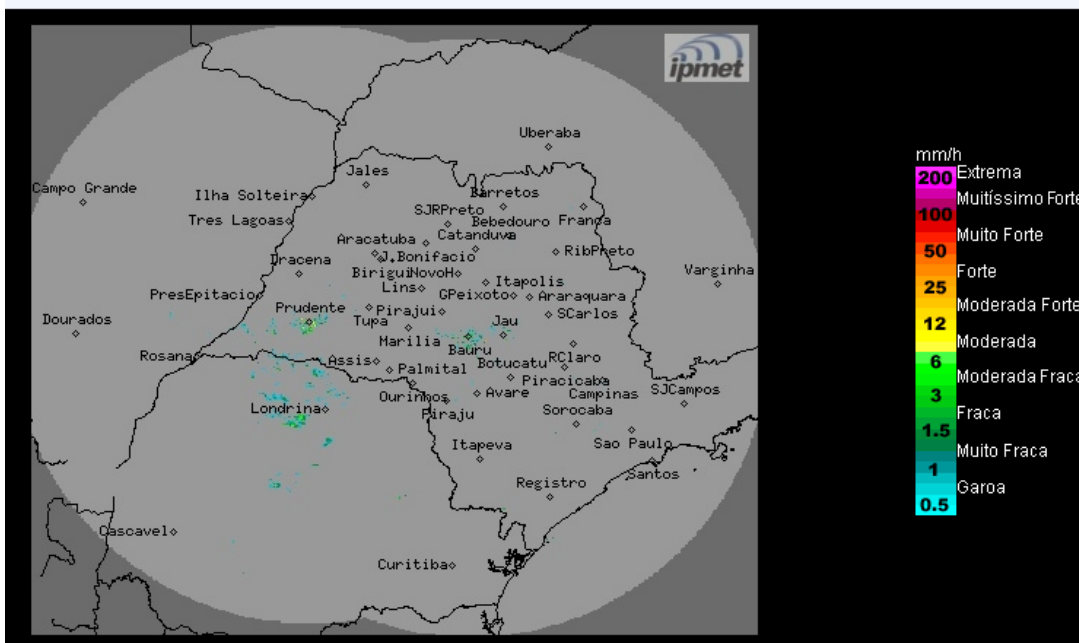 ipmet
Uberaba
Jales
Campo Grande
Ilha Solteira
Barretos
SJRPreto
Tres Lagoas
Bebedouro
Franca
Catanduva
Aracatuba
J.Bonifacio
RibPreto
Dracena
Birigui
NovoH
Varginha
Lins
Itapolis
PresEpitacio
GPeixoto
Araraquara
Prudente
Pirajui
Dourados
Tupa
Jau
SCarlos
Marilia
Bauru
Rosana
Assis
Botucatu
RClaro
Palmital
Piracicaba
SJCampos
Ourinhos
Avare
Campinas
Londrina
Piraju
Sorocaba
Itapeva
Sao Paulo
Santos
Registro
Cascavel
Curitiba
mm/h
200 Extrema
Muitíssimo Forte
100
Muito Forte
50
Forte
25
Moderada Forte
12
Moderada
6
Moderada Fraca
3
Fraca
1.5
Muito Fraca
1
Garoa
0.5